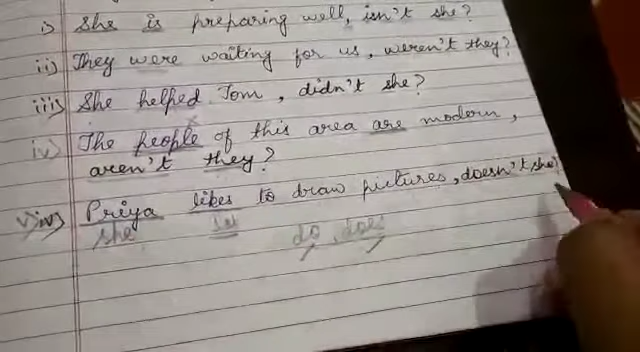 i) She is preparing well, isn't she?
ii) They were waiting for us, weren't they?
iii) She helped Tom, didn't she?
iv) The people of this area are modern,
aren't they?
v) Priya likes to draw pictures, doesn't she?
she do, does